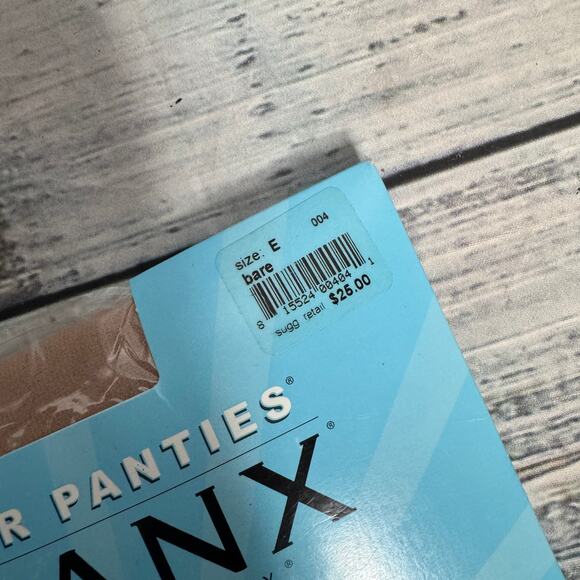 size: E 004
bare
8 15524 00404 1
sugg retail $25.00
R PANTIES®
ANX®